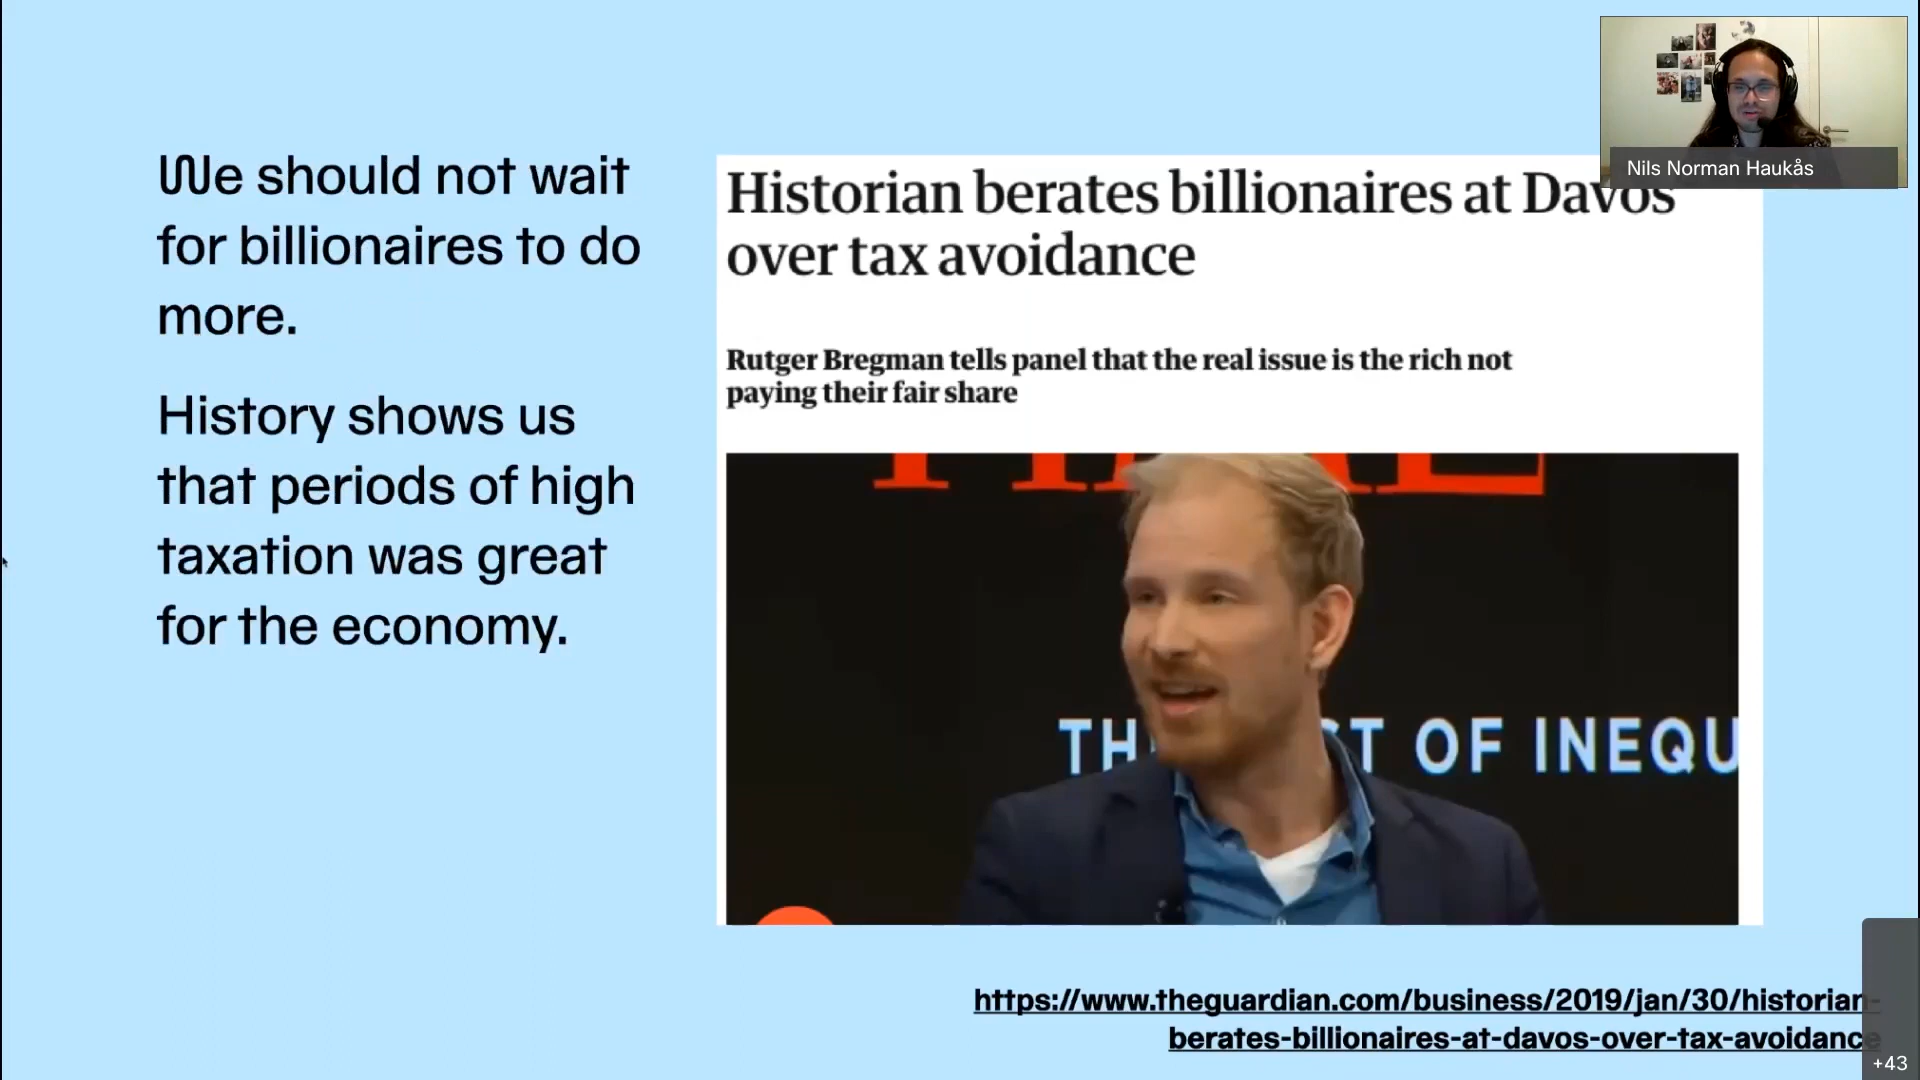 We should not wait
for billionaires to do
more.
History shows us
that periods of high
taxation was great
for the economy.
Historian berates billionaires at Davos
over tax avoidance
Rutger Bregman tells panel that the real issue is the rich not
paying their fair share
OF INEQU
Nils Norman Haukås
https://www.theguardian.com/business/2019/jan/30/historian-
berates-billionaires-at-davos-over-tax-avoidance
+43